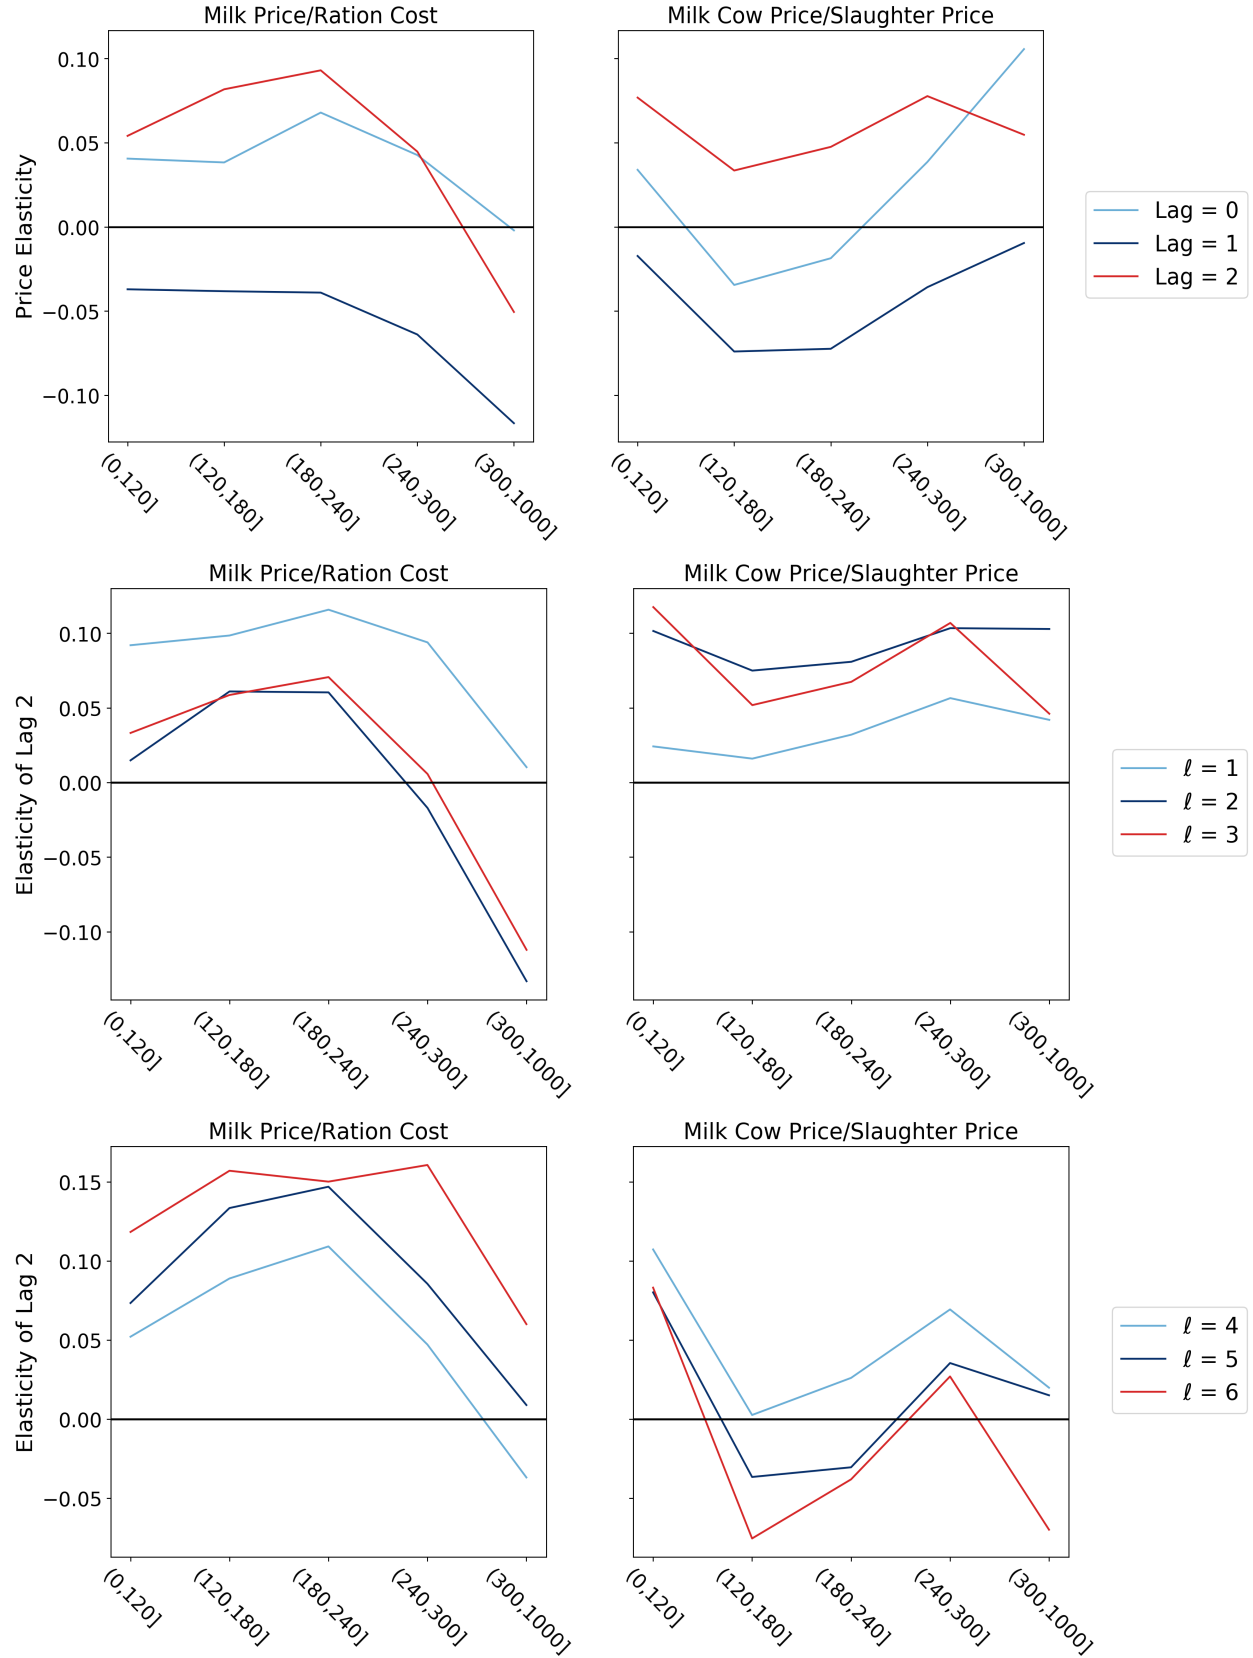 Milk Price/Ration Cost
Milk Cow Price/Slaughter Price
Price Elasticity
0.10
0.05
0.00
−0.05
−0.10
(0,120]
(120,180]
(180,240]
(240,300]
(300,1000]
(0,120]
(120,180]
(180,240]
(240,300]
(300,1000]
Lag = 0
Lag = 1
Lag = 2
Milk Price/Ration Cost
Milk Cow Price/Slaughter Price
Elasticity of Lag 2
0.10
0.05
0.00
−0.05
−0.10
(0,120]
(120,180]
(180,240]
(240,300]
(300,1000]
(0,120]
(120,180]
(180,240]
(240,300]
(300,1000]
ℓ = 1
ℓ = 2
ℓ = 3
Milk Price/Ration Cost
Milk Cow Price/Slaughter Price
Elasticity of Lag 2
0.15
0.10
0.05
0.00
−0.05
(0,120]
(120,180]
(180,240]
(240,300]
(300,1000]
(0,120]
(120,180]
(180,240]
(240,300]
(300,1000]
ℓ = 4
ℓ = 5
ℓ = 6